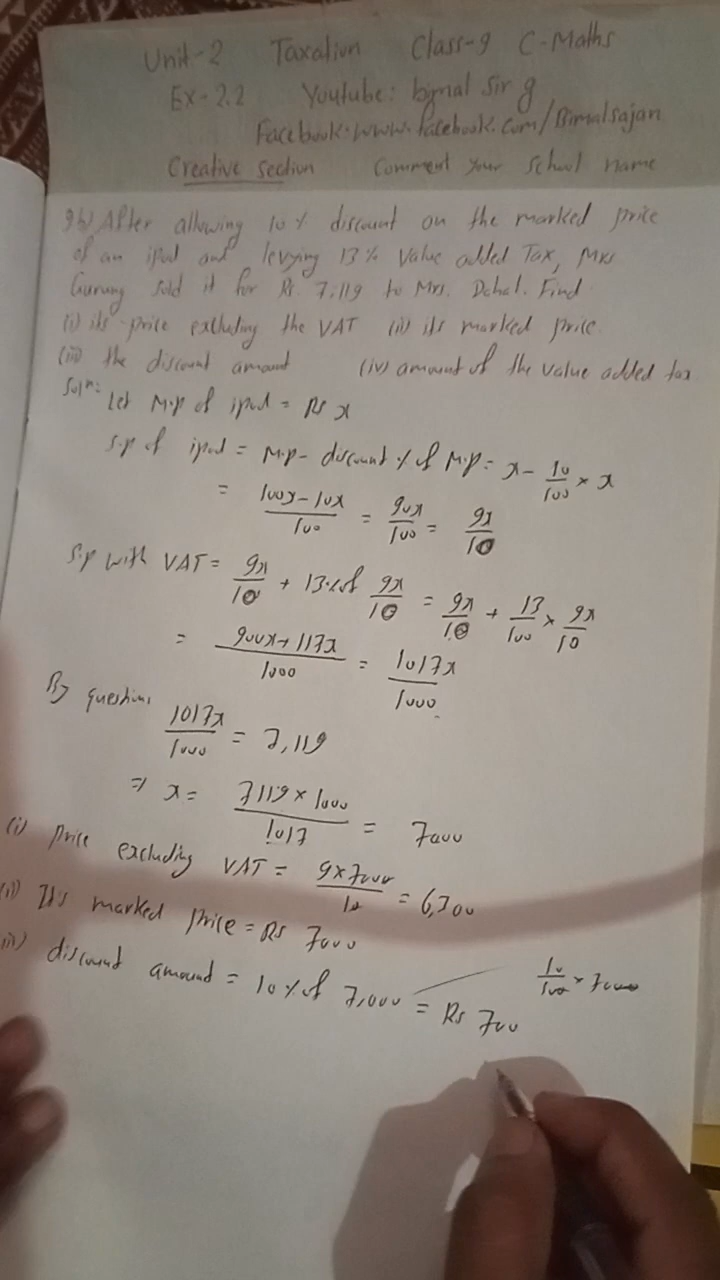 Unit-2 Taxation Class-9 C-Maths
Ex-2.2 Youtube: bimal Sir g
Facebook: www.facebook.com/Bimalsajan
Creative section Comment your School name
9b) After allowing 10% discount on the marked price
of an ipad and levying 13% Value added Tax, Mrs
Gurung sold it for Rs. 7,119 to Mrs. Dahal. Find
(i) its price excluding the VAT (ii) its marked price.
(iii) the discount amount (iv) amount of the value added tax
Soln: Let M.p of ipad = Rs x
S.p of ipad = M.p - discount % of M.p = x - 10/100 × x
= 100x-10x/100 = 90x/100 = 9x/10
S.p with VAT = 9x/10 + 13% of 9x/10 = 9x/10 + 13/100 × 9x/10
= 900x+117x/1000 = 1017x/1000
By question,
1017x/1000 = 7,119
⇒ x = 7119×1000/1017 = 7000
(i) price excluding VAT = 9×7000/10 = 6,300
(ii) It's marked price = Rs 7000
(iii) discount amount = 10% of 7,000 = Rs 700 10/100 × 7000